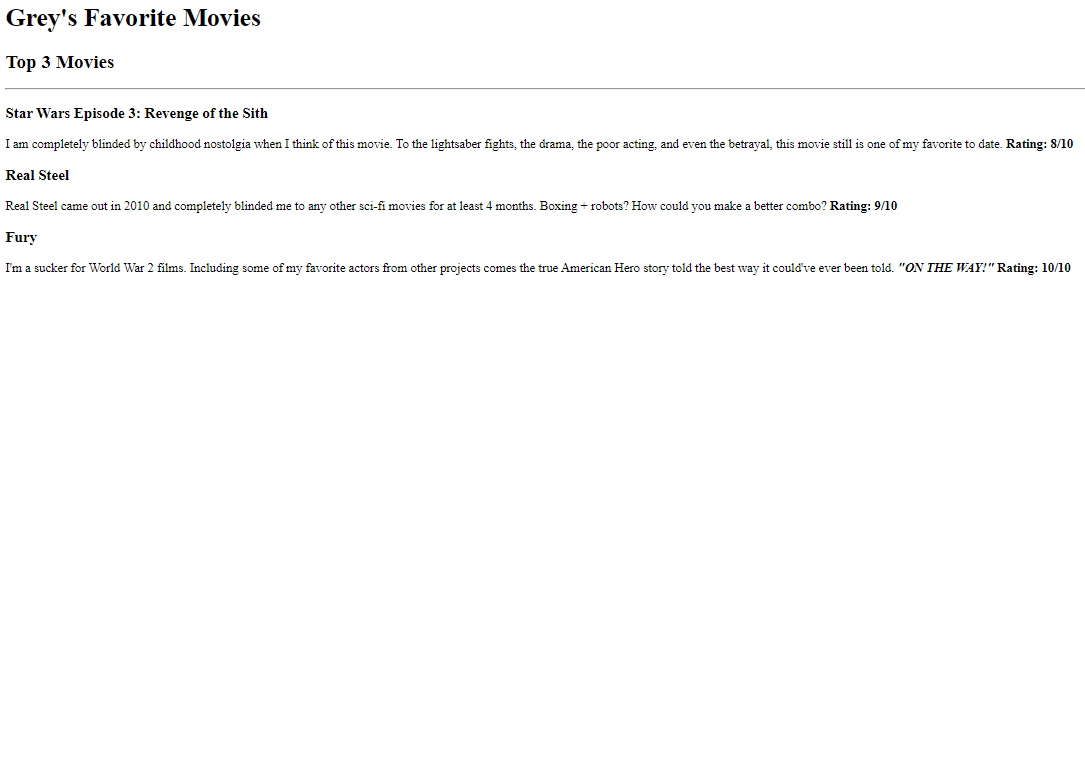 Grey's Favorite Movies
Top 3 Movies
Star Wars Episode 3: Revenge of the Sith
I am completely blinded by childhood nostolgia when I think of this movie. To the lightsaber fights, the drama, the poor acting, and even the betrayal, this movie still is one of my favorite to date. Rating: 8/10
Real Steel
Real Steel came out in 2010 and completely blinded me to any other sci-fi movies for at least 4 months. Boxing + robots? How could you make a better combo? Rating: 9/10
Fury
I'm a sucker for World War 2 films. Including some of my favorite actors from other projects comes the true American Hero story told the best way it could've ever been told. "ON THE WAY!" Rating: 10/10